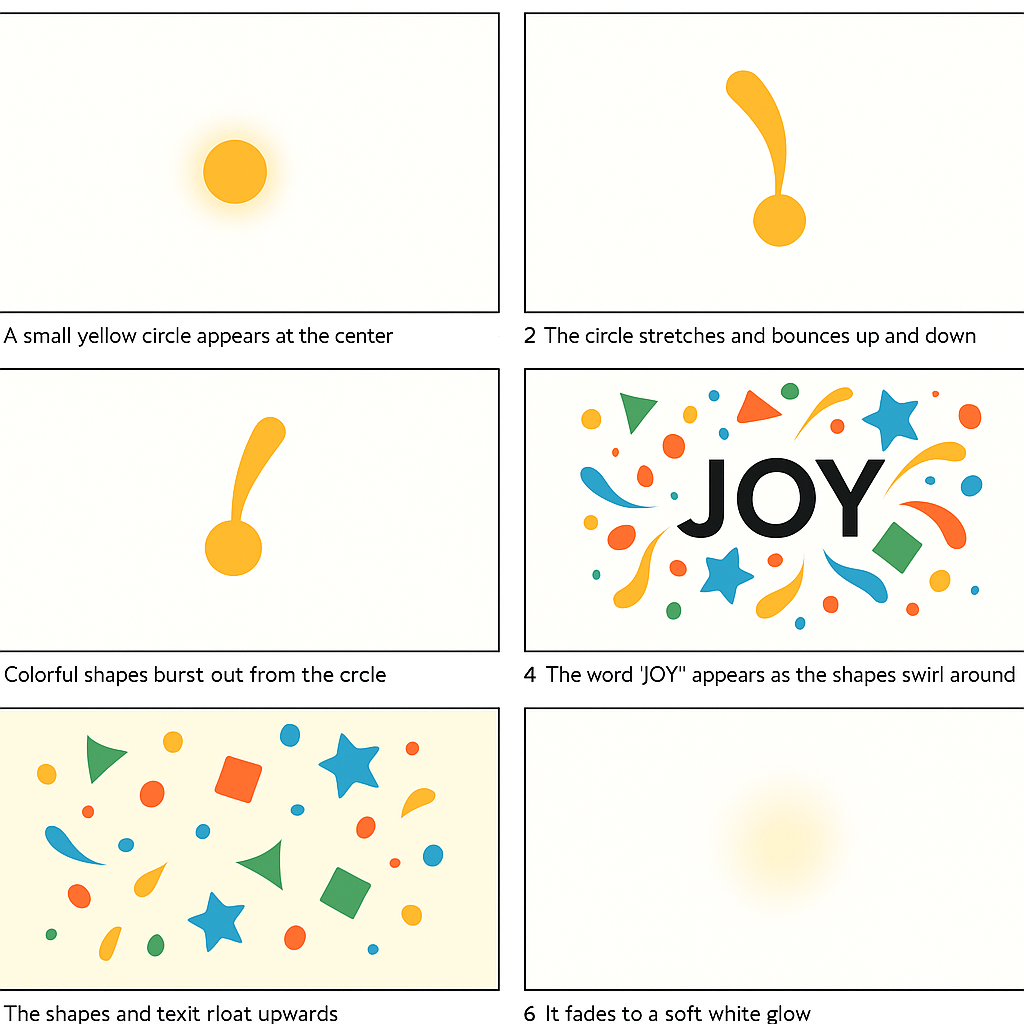 A small yellow circle appears at the center
2 The circle stretches and bounces up and down
Colorful shapes burst out from the crcle
JOY
4 The word 'JOY" appears as the shapes swirl around
The shapes and texit rloat upwards
6 It fades to a soft white glow